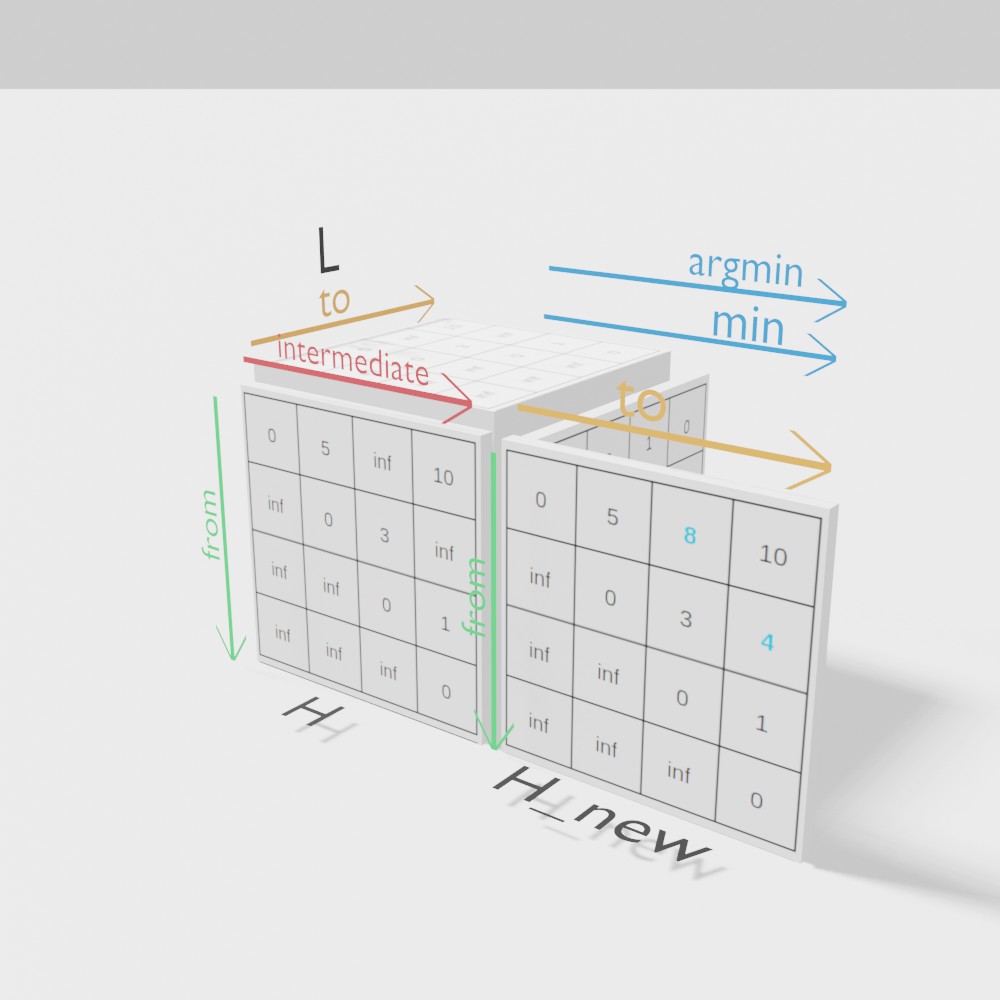 L
to
intermediate
argmin
min
to
from
0 5 inf 10
inf 0 3 inf
inf inf 0 1
inf inf inf 0
H
from
0 5 8 10
inf 0 3 4
inf inf 0 1
inf inf inf 0
H_new
1 0